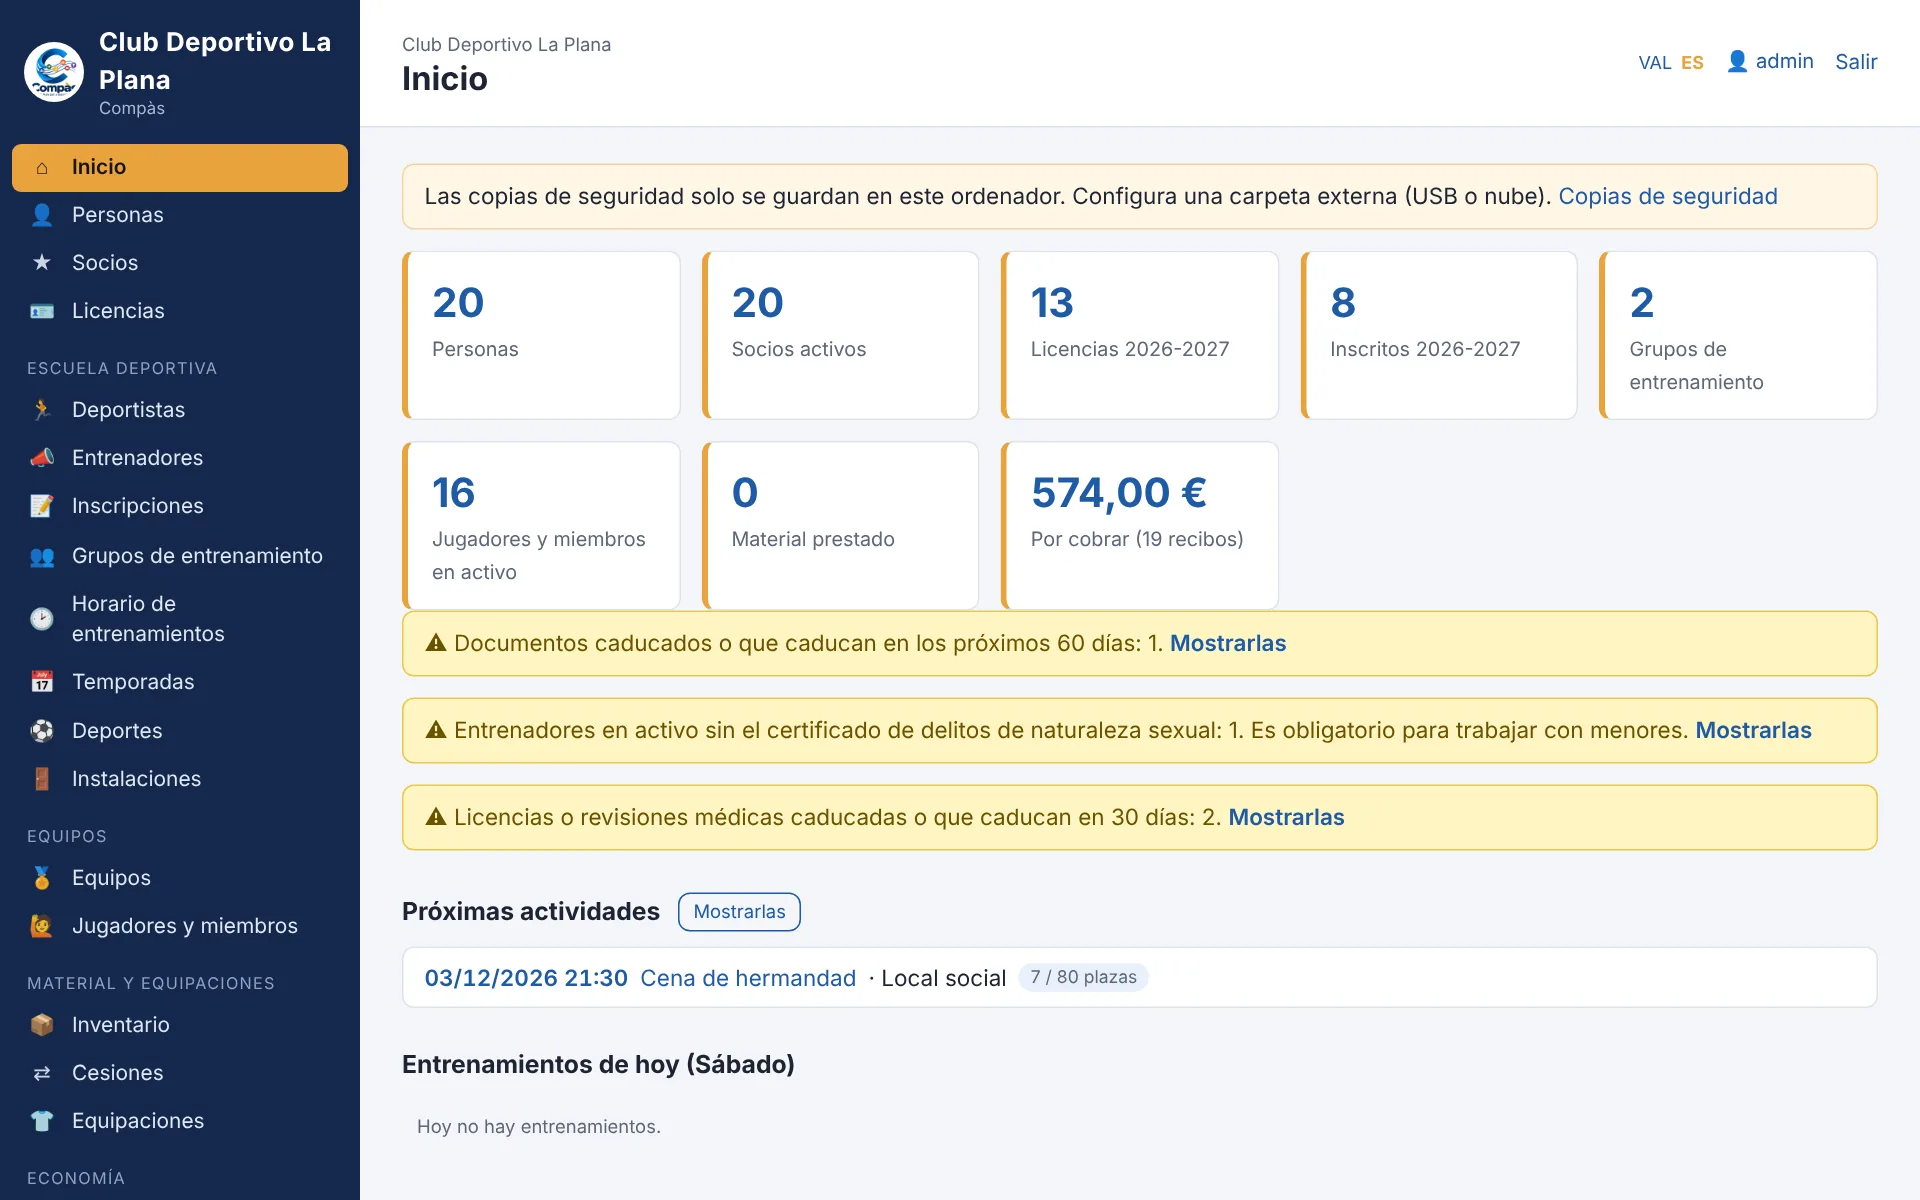 Club Deportivo La
Plana
Compàs
Inicio
Personas
Socios
Licencias
ESCUELA DEPORTIVA
Deportistas
Entrenadores
Inscripciones
Grupos de entrenamiento
Horario de
entrenamientos
Temporadas
Deportes
Instalaciones
EQUIPOS
Equipos
Jugadores y miembros
MATERIAL Y EQUIPACIONES
Inventario
Cesiones
Equipaciones
ECONOMÍA
Club Deportivo La Plana
Inicio
VAL ES admin Salir
Las copias de seguridad solo se guardan en este ordenador. Configura una carpeta externa (USB o nube). Copias de seguridad
20
Personas
20
Socios activos
13
Licencias 2026-2027
8
Inscritos 2026-2027
2
Grupos de
entrenamiento
16
Jugadores y miembros
en activo
0
Material prestado
574,00 €
Por cobrar (19 recibos)
⚠ Documentos caducados o que caducan en los próximos 60 días: 1. Mostrarlas
⚠ Entrenadores en activo sin el certificado de delitos de naturaleza sexual: 1. Es obligatorio para trabajar con menores. Mostrarlas
⚠ Licencias o revisiones médicas caducadas o que caducan en 30 días: 2. Mostrarlas
Próximas actividades Mostrarlas
03/12/2026 21:30 Cena de hermandad · Local social 7 / 80 plazas
Entrenamientos de hoy (Sábado)
Hoy no hay entrenamientos.